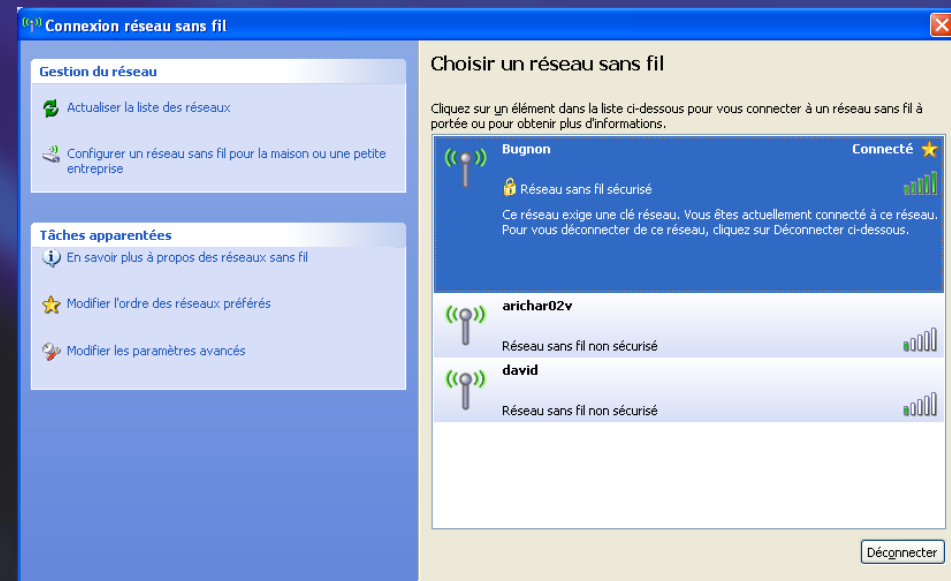 Connexion réseau sans fil
Gestion du réseau
Actualiser la liste des réseaux
Configurer un réseau sans fil pour la maison ou une petite
entreprise
Tâches apparentées
En savoir plus à propos des réseaux sans fil
Modifier l'ordre des réseaux préférés
Modifier les paramètres avancés
Choisir un réseau sans fil
Cliquez sur un élément dans la liste ci-dessous pour vous connecter à un réseau sans fil à
portée ou pour obtenir plus d'informations.
Bugnon Connecté
Réseau sans fil sécurisé
Ce réseau exige une clé réseau. Vous êtes actuellement connecté à ce réseau.
Pour vous déconnecter de ce réseau, cliquez sur Déconnecter ci-dessous.
arichar02v
Réseau sans fil non sécurisé
david
Réseau sans fil non sécurisé
Déconnecter